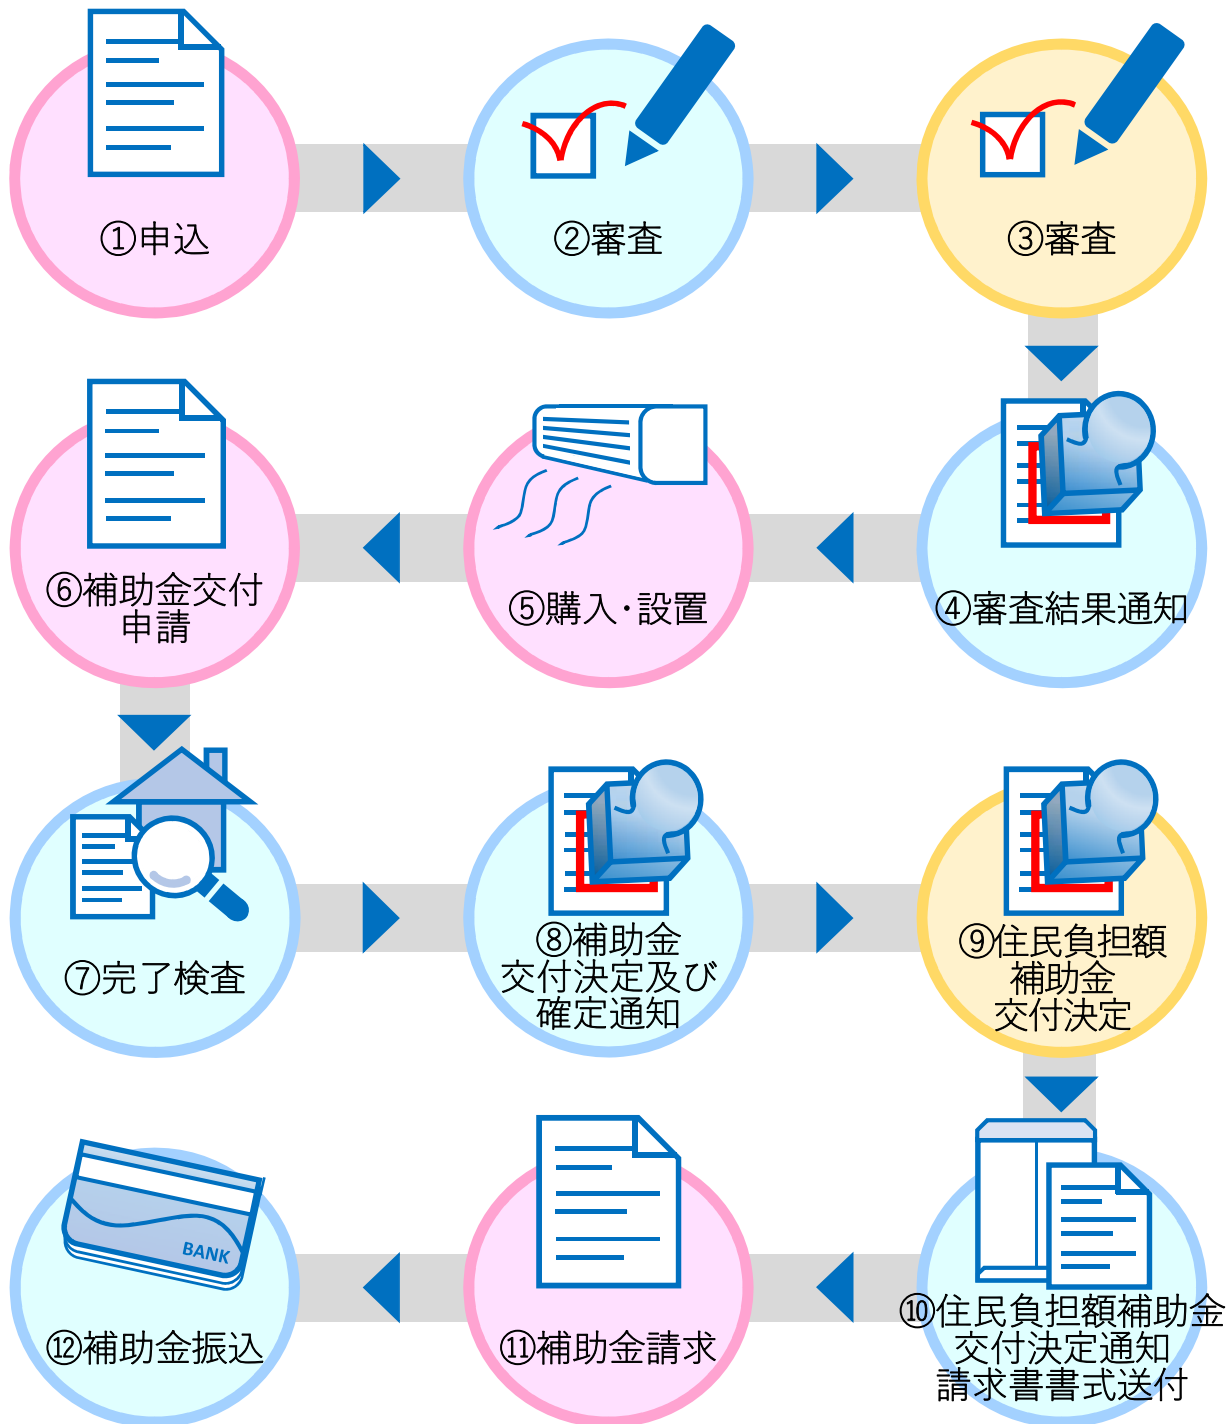 ①申込
②審査
③審査
④審査結果通知
⑤購入・設置
⑥補助金交付
申請
⑦完了検査
⑧補助金
交付決定及び
確定通知
⑨住民負担額
補助金
交付決定
⑩住民負担額補助金
交付決定通知
請求書書式送付
⑪補助金請求
BANK
⑫補助金振込